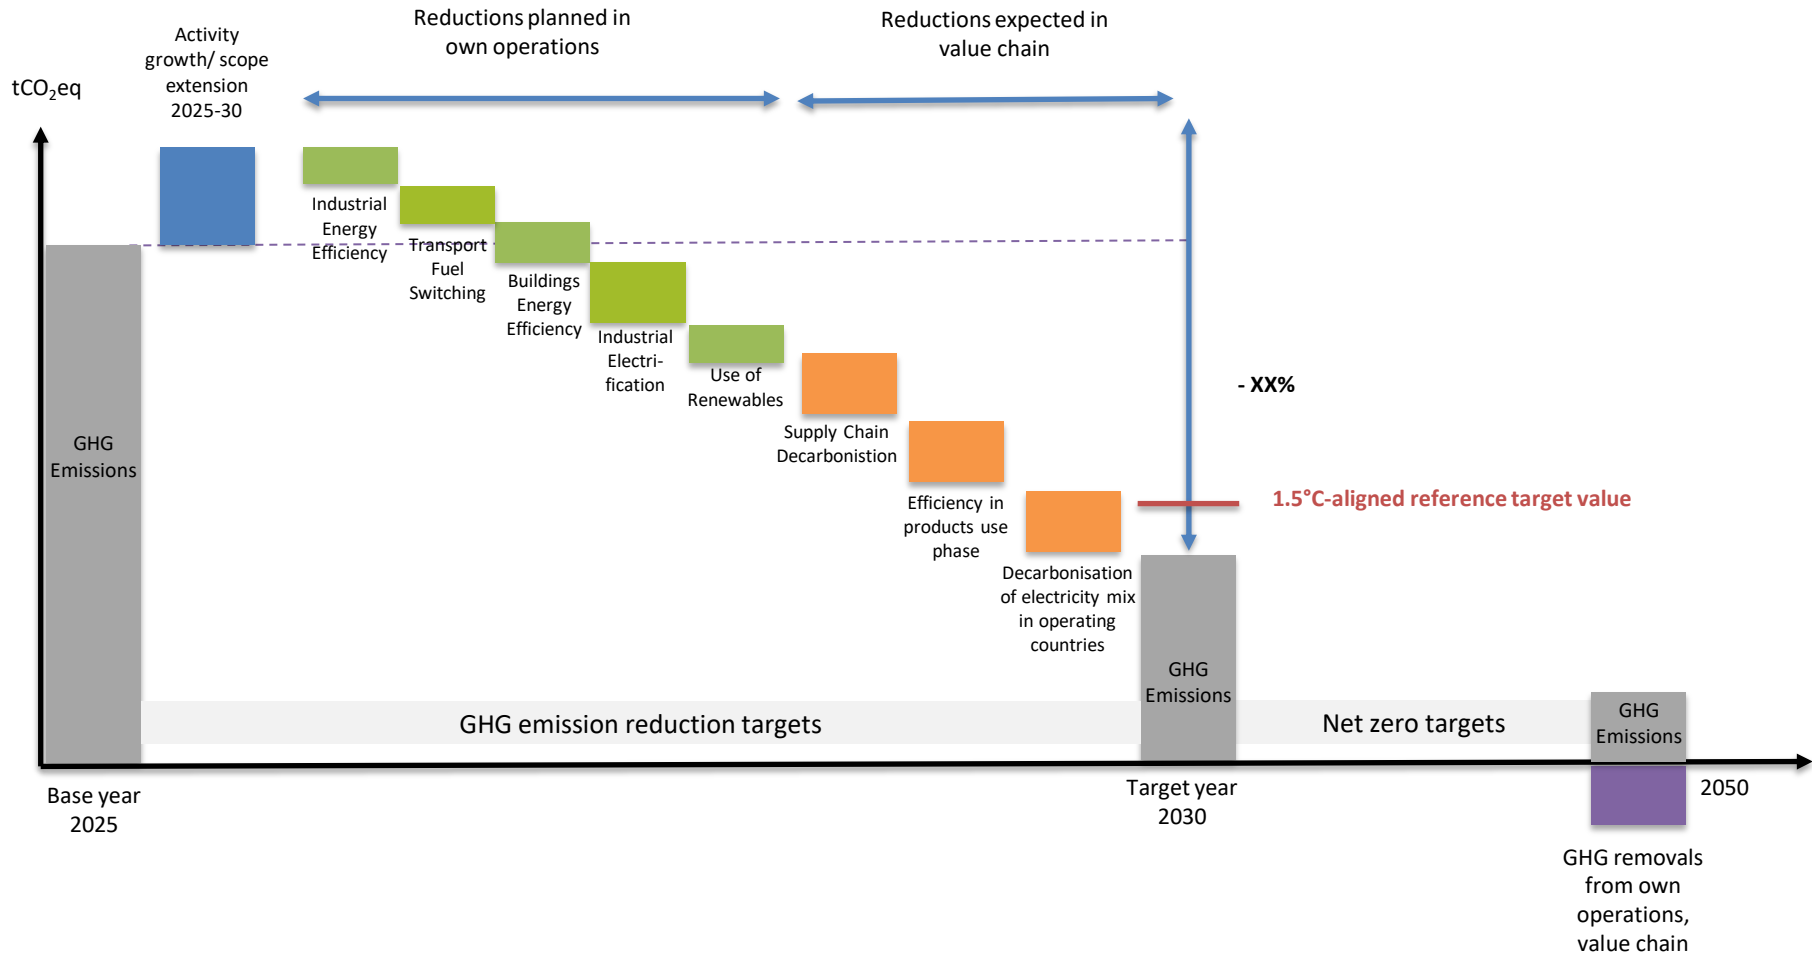 Reductions planned in
own operations
Reductions expected in
value chain
Activity
growth/ scope
extension
2025-30
tCO₂eq
Industrial
Energy
Efficiency
Transport
Fuel
Switching
Buildings
Energy
Efficiency
Industrial
Electri-
fication
Use of
Renewables
Supply Chain
Decarbonistion
Efficiency in
products use
phase
Decarbonisation
of electricity mix
in operating
countries
- XX%
1.5°C-aligned reference target value
GHG
Emissions
GHG
Emissions
GHG
Emissions
GHG emission reduction targets
Net zero targets
Base year
2025
Target year
2030
2050
GHG removals
from own
operations,
value chain